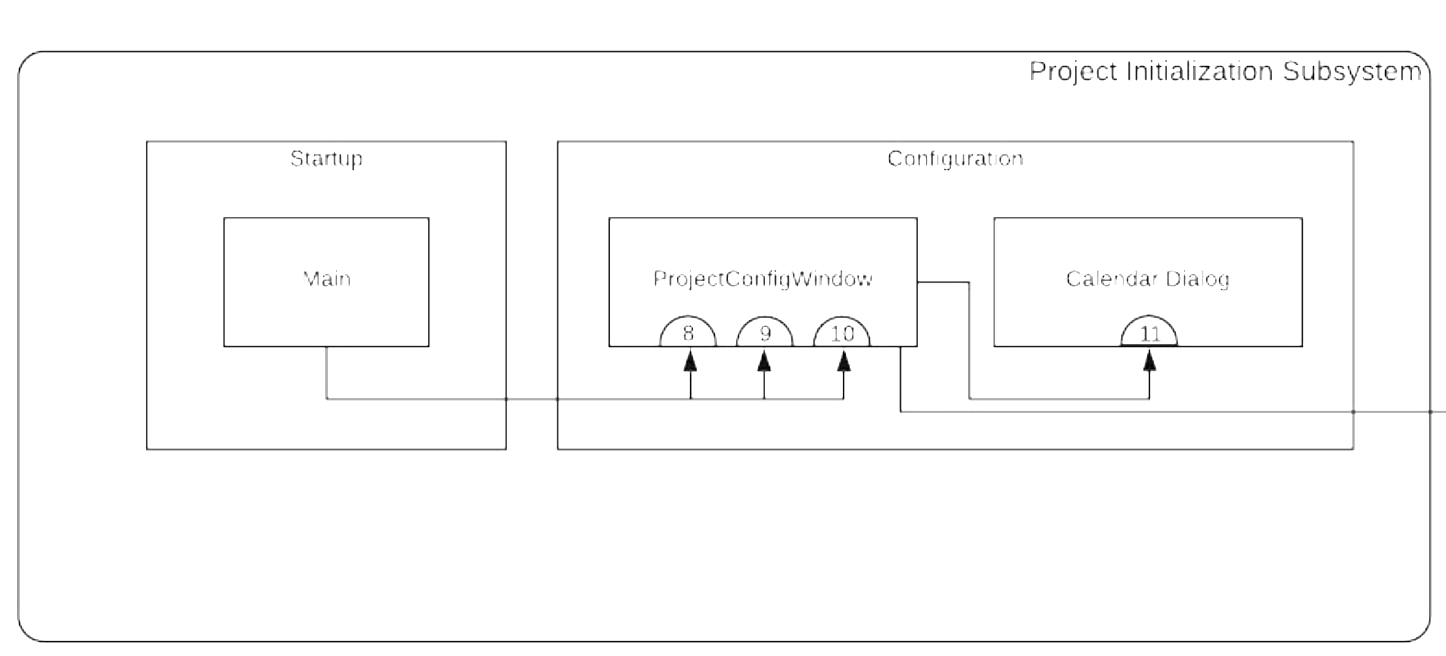 Project Initialization Subsystem
Startup
Configuration
Main
ProjectConfigWindow
Calendar Dialog
8
9
10
11